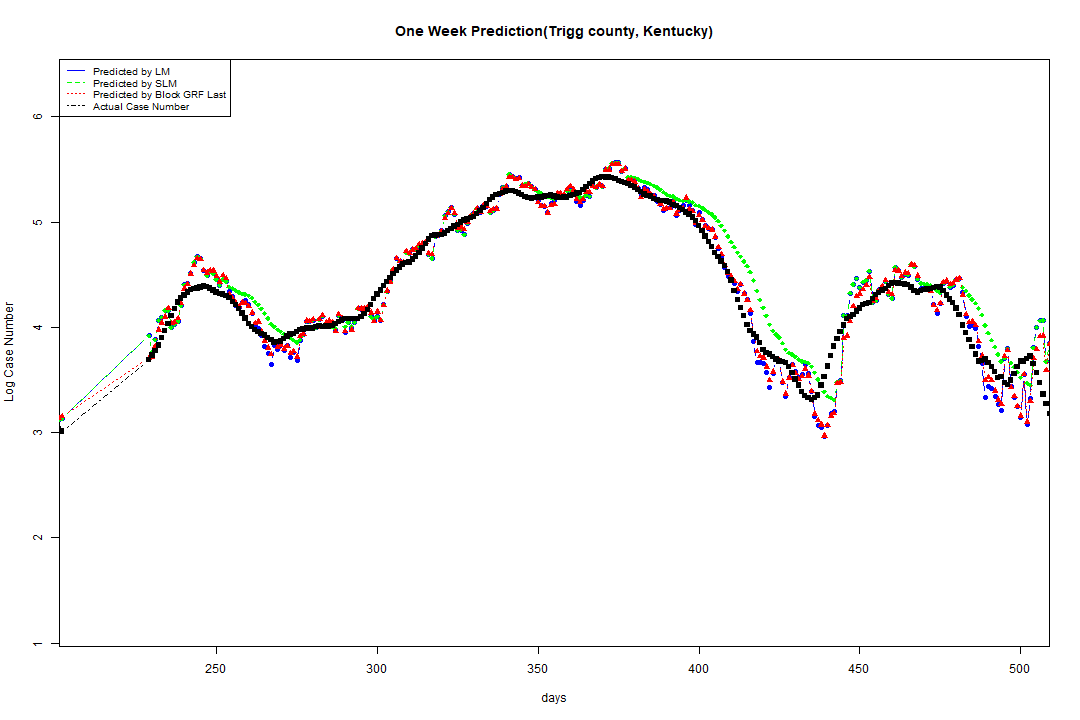 One Week Prediction(Trigg county, Kentucky)
Predicted by LM
Predicted by SLM
Predicted by Block GRF Last
Actual Case Number
6
5
4
3
2
1
Log Case Number
250 300 350 400 450 500
days